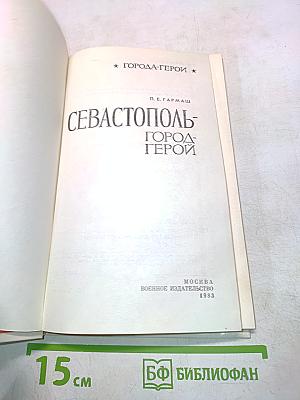 ★ ГОРОДА-ГЕРОИ ★
П. Е. ГАРМАШ
СЕВАСТОПОЛЬ-
ГОРОД-
ГЕРОЙ
МОСКВА
ВОЕННОЕ ИЗДАТЕЛЬСТВО
1983
15 см
БФ БИБЛИОФАН